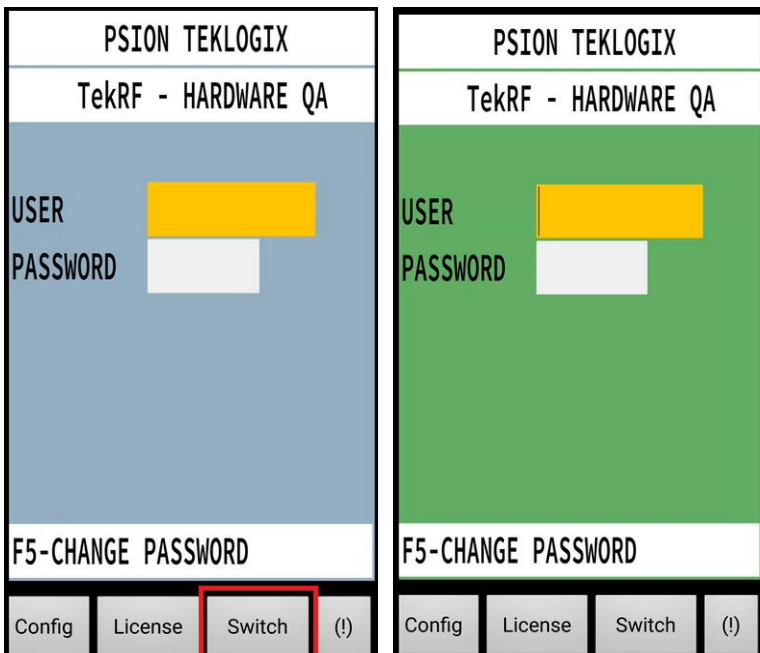 PSION TEKLOGIX
TekRF - HARDWARE QA
USER
PASSWORD
F5-CHANGE PASSWORD
Config License Switch (!)
PSION TEKLOGIX
TekRF - HARDWARE QA
USER
PASSWORD
F5-CHANGE PASSWORD
Config License Switch (!)